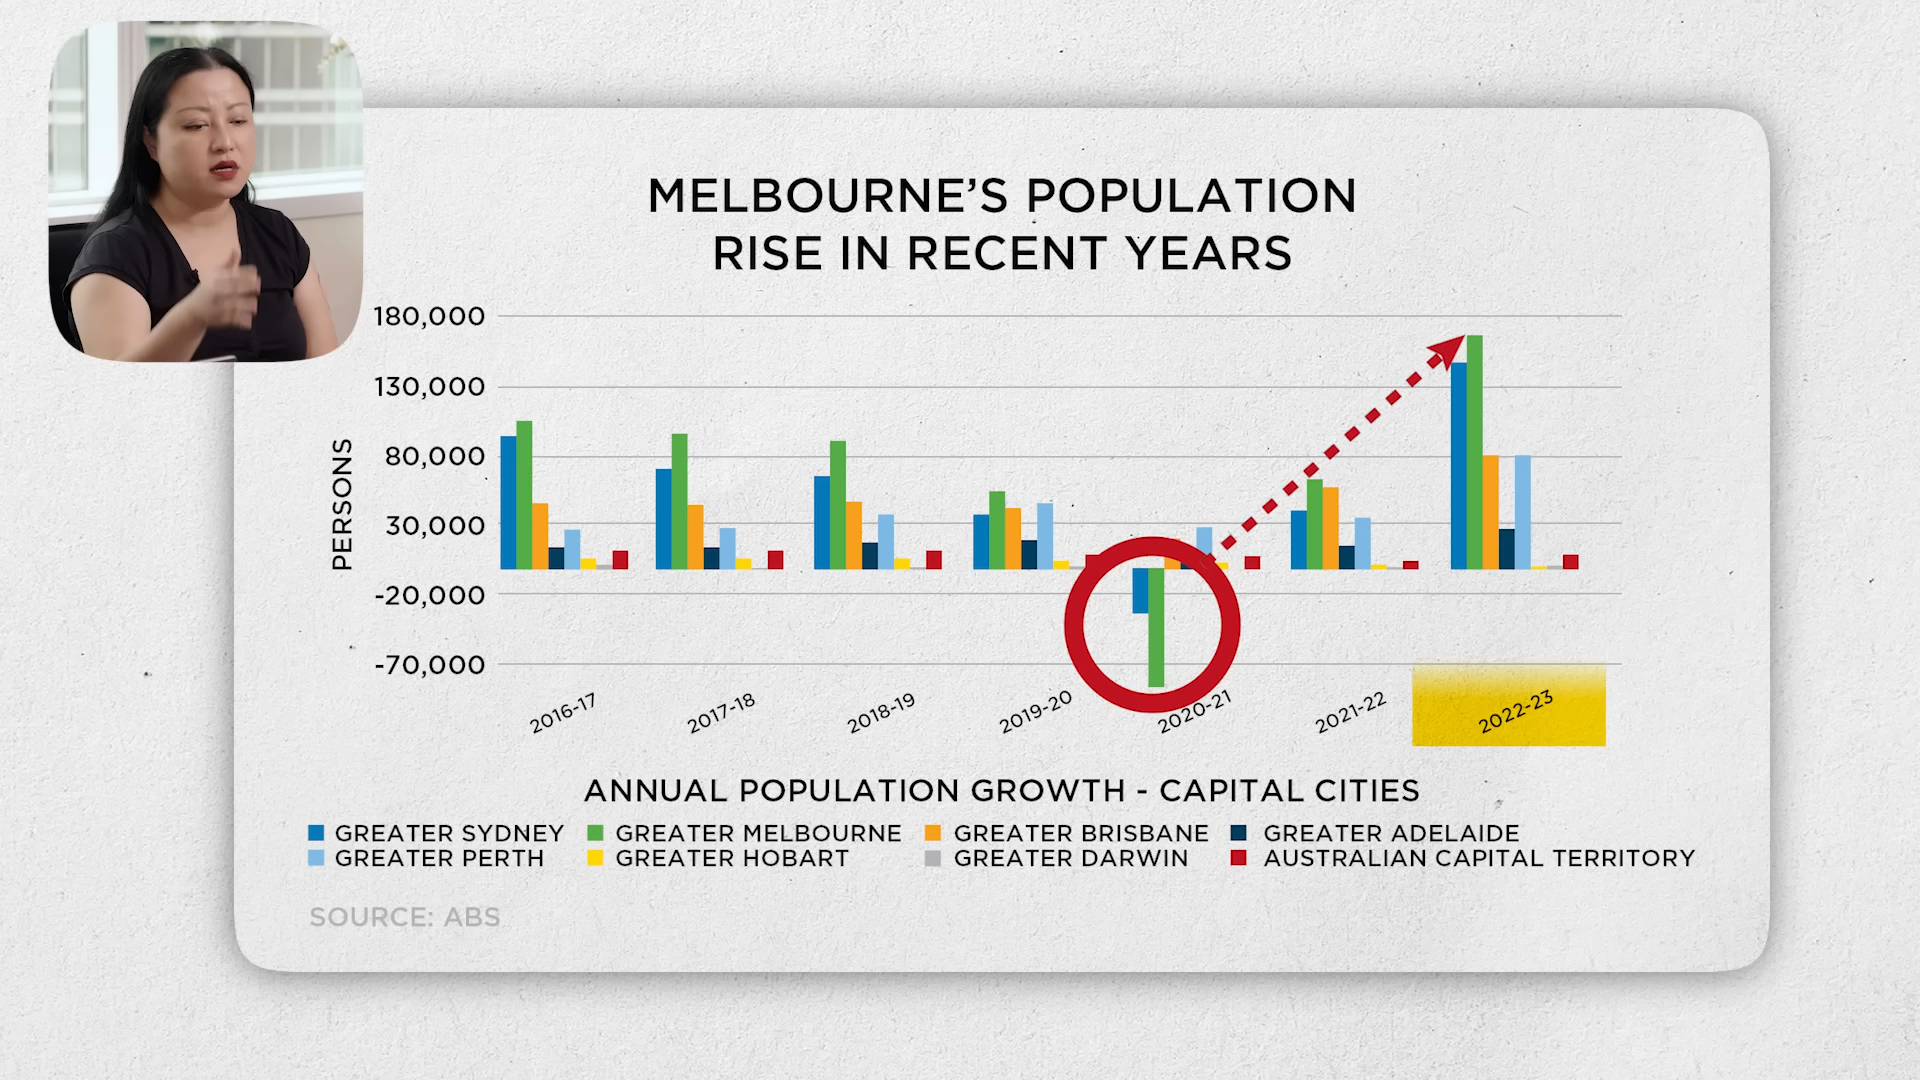 MELBOURNE'S POPULATION
RISE IN RECENT YEARS
180,000
130,000
80,000
30,000
-20,000
-70,000
PERSONS
2016-17
2017-18
2018-19
2019-20
2020-21
2021-22
2022-23
ANNUAL POPULATION GROWTH - CAPITAL CITIES
GREATER SYDNEY GREATER MELBOURNE GREATER BRISBANE GREATER ADELAIDE
GREATER PERTH GREATER HOBART GREATER DARWIN AUSTRALIAN CAPITAL TERRITORY
SOURCE: ABS